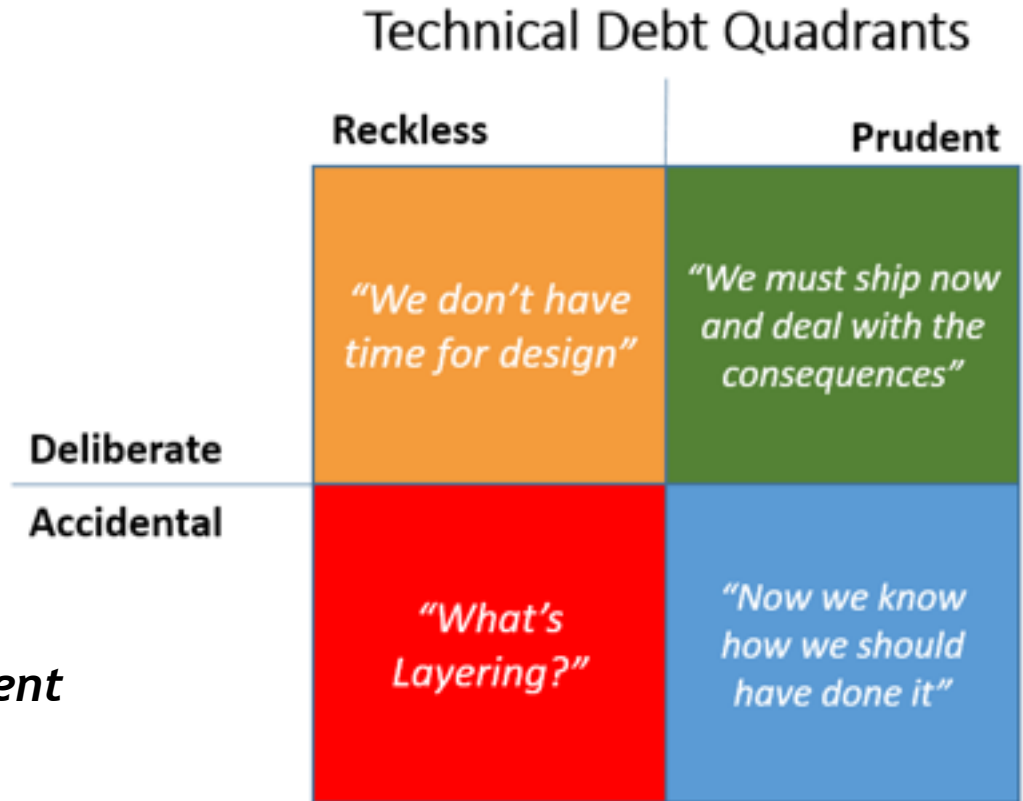 Technical Debt Quadrants
Reckless
Prudent
“We don’t have
time for design”
“We must ship now
and deal with the
consequences”
Deliberate
Accidental
“What’s
Layering?”
“Now we know
how we should
have done it”
ent